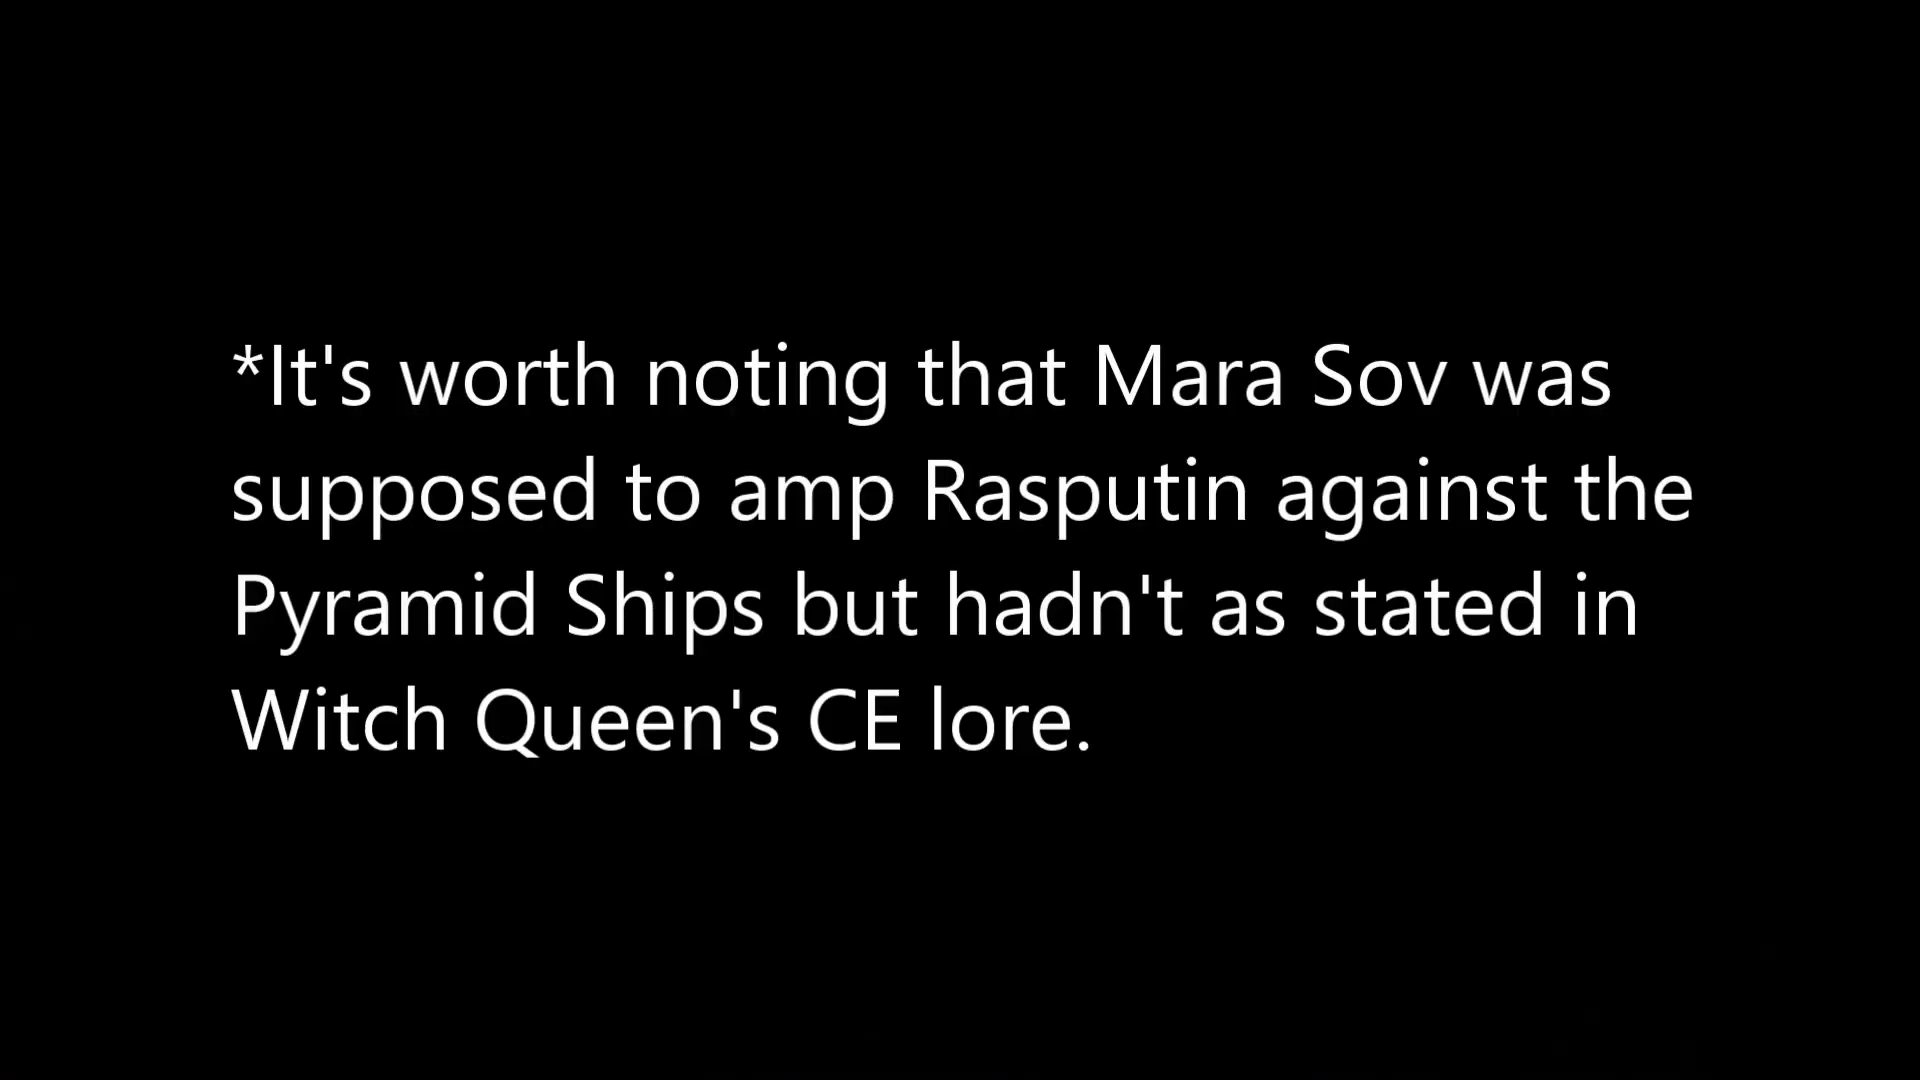 *It's worth noting that Mara Sov was
supposed to amp Rasputin against the
Pyramid Ships but hadn't as stated in
Witch Queen's CE lore.